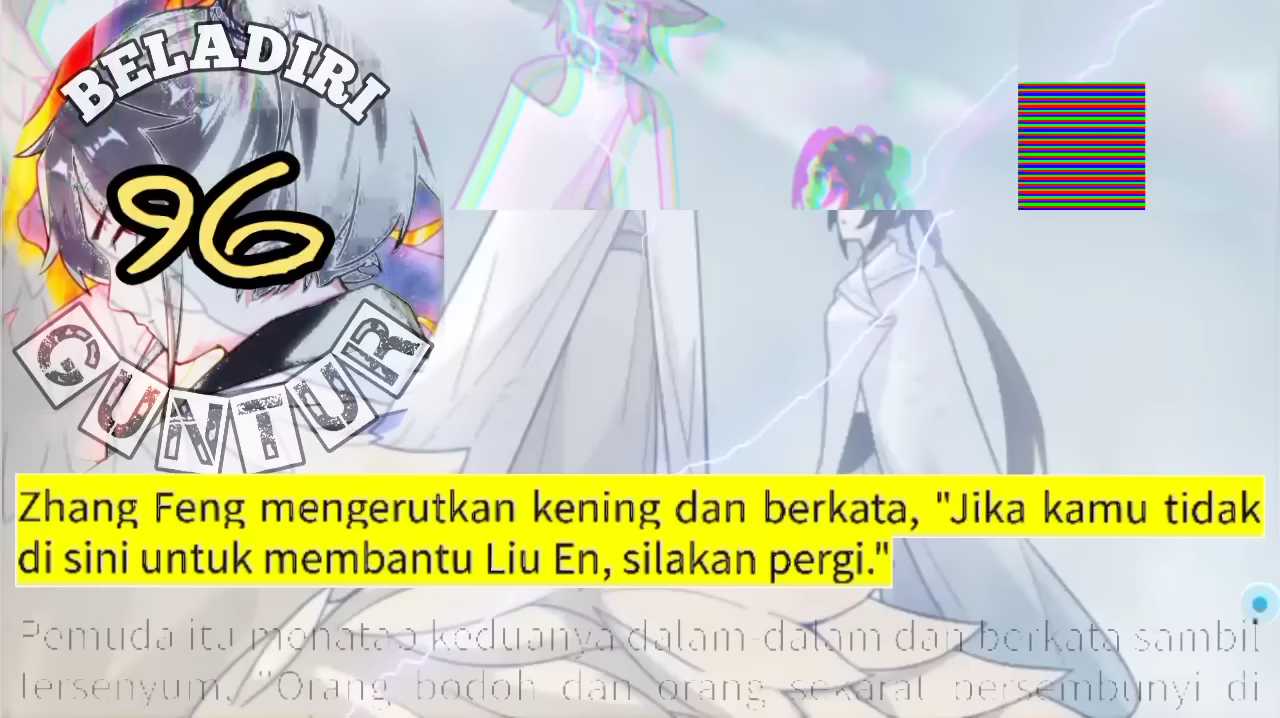 BELADIRI
96
GUNTUR
Zhang Feng mengerutkan kening dan berkata, "Jika kamu tidak
di sini untuk membantu Liu En, silakan pergi."
Pemuda itu menatap keduanya dalam-dalam dan berkata sambil
tersenyum, "Orang bodoh dan orang sekarat bersembunyi di